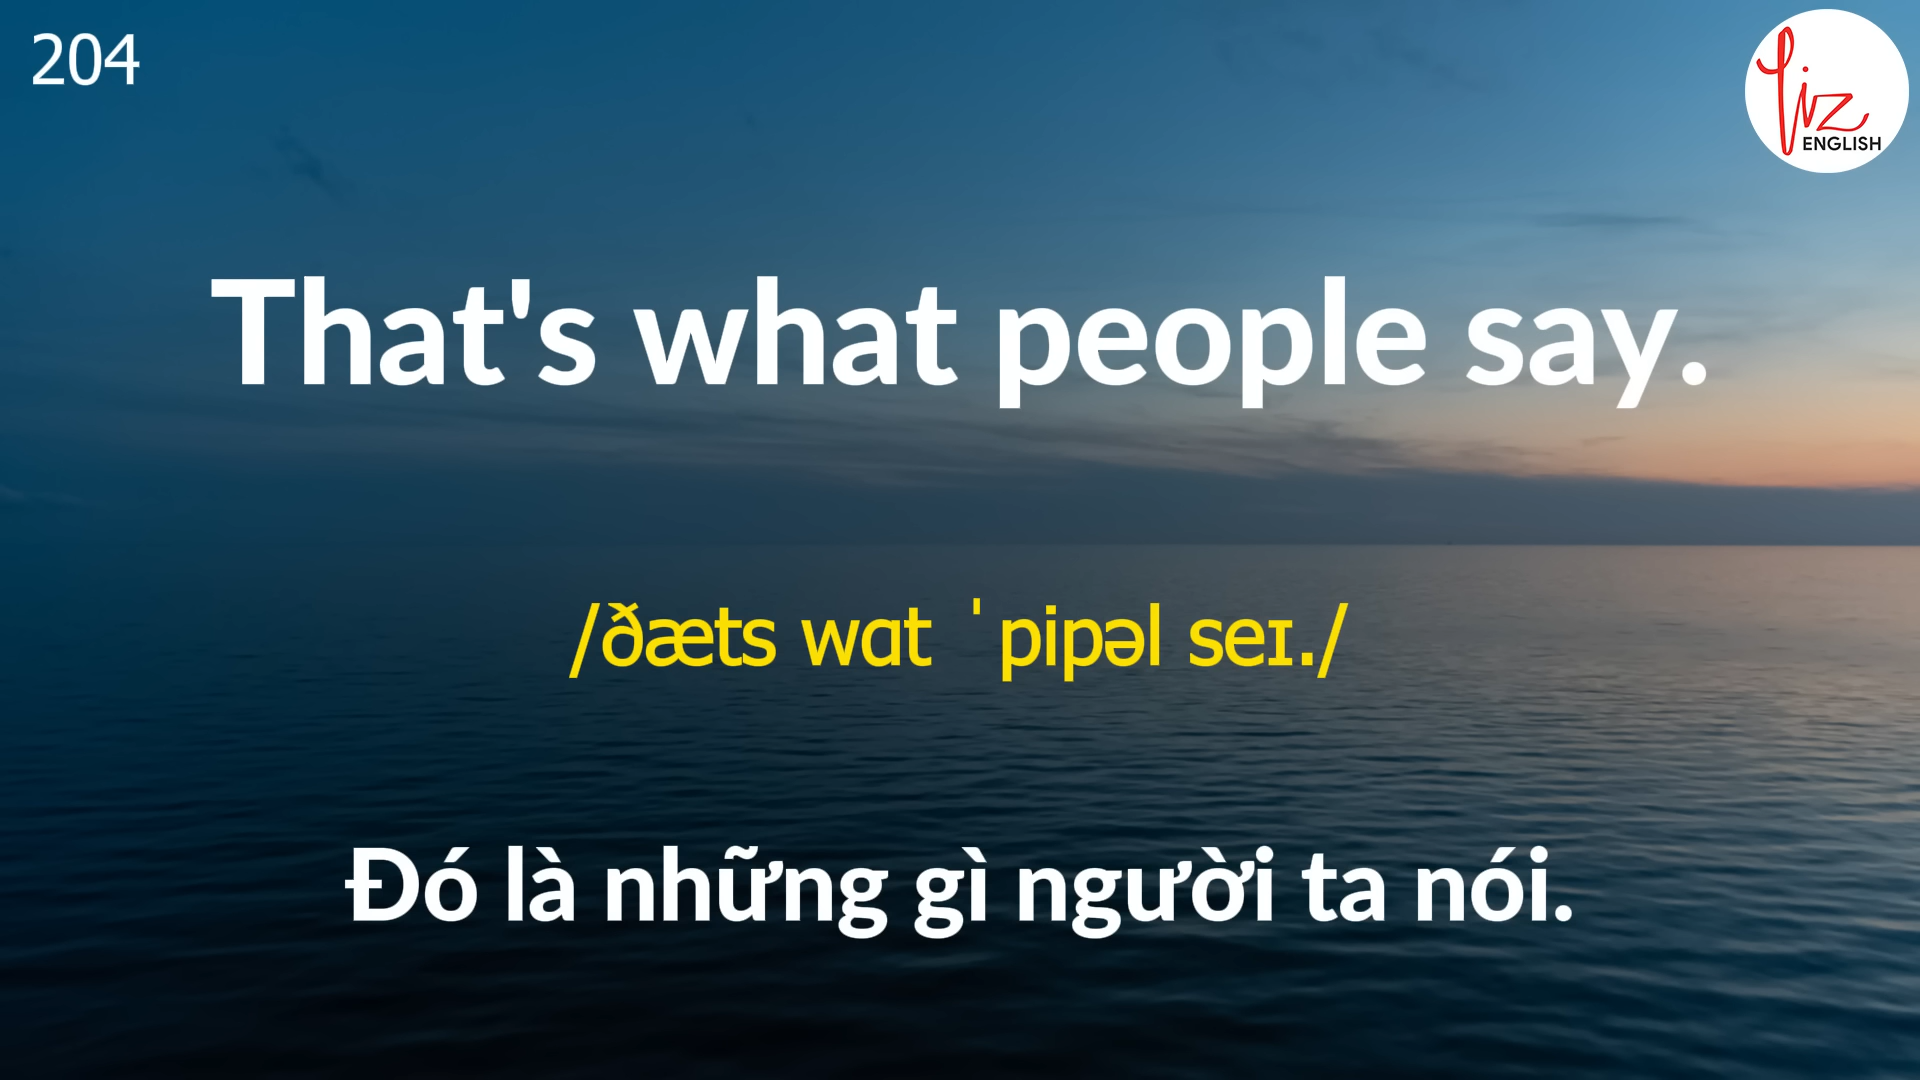 204
Liz
ENGLISH
That's what people say.
/ðæts wɑt ˈpipəl seɪ./
Đó là những gì người ta nói.